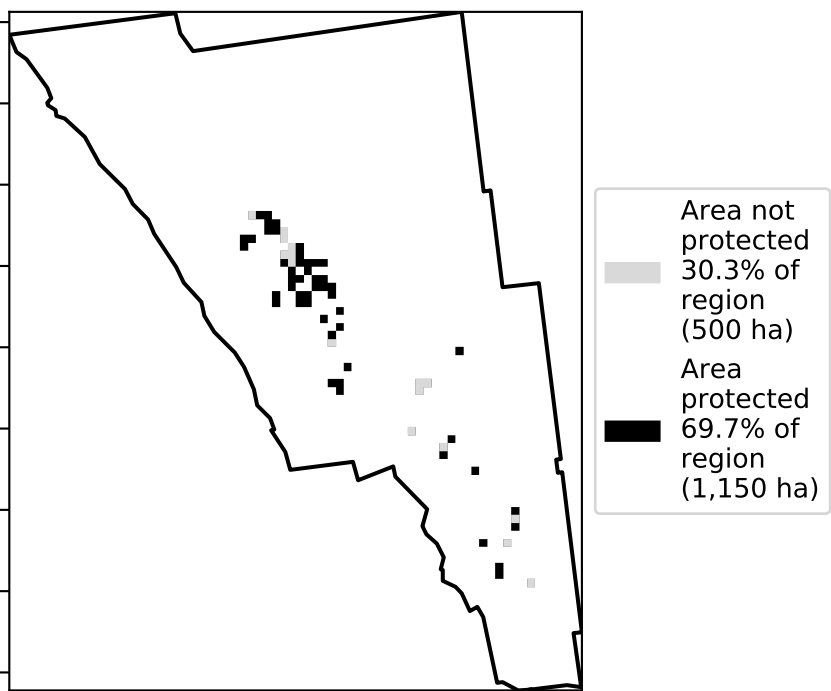 Area not
protected
30.3% of
region
(500 ha)
Area
protected
69.7% of
region
(1,150 ha)